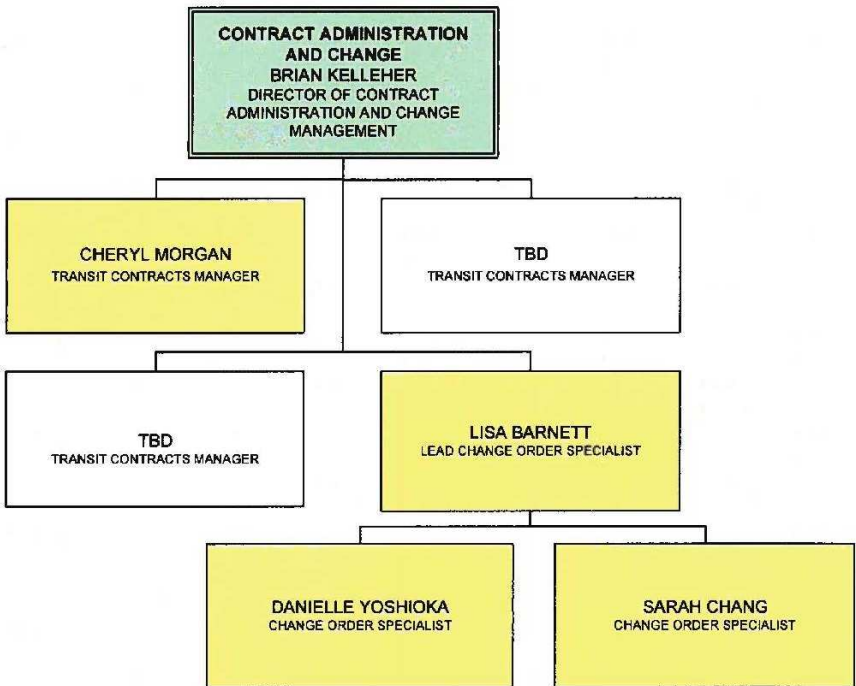 CONTRACT ADMINISTRATION
AND CHANGE
BRIAN KELLEHER
DIRECTOR OF CONTRACT
ADMINISTRATION AND CHANGE
MANAGEMENT
CHERYL MORGAN
TRANSIT CONTRACTS MANAGER
TBD
TRANSIT CONTRACTS MANAGER
TBD
TRANSIT CONTRACTS MANAGER
LISA BARNETT
LEAD CHANGE ORDER SPECIALIST
DANIELLE YOSHIOKA
CHANGE ORDER SPECIALIST
SARAH CHANG
CHANGE ORDER SPECIALIST